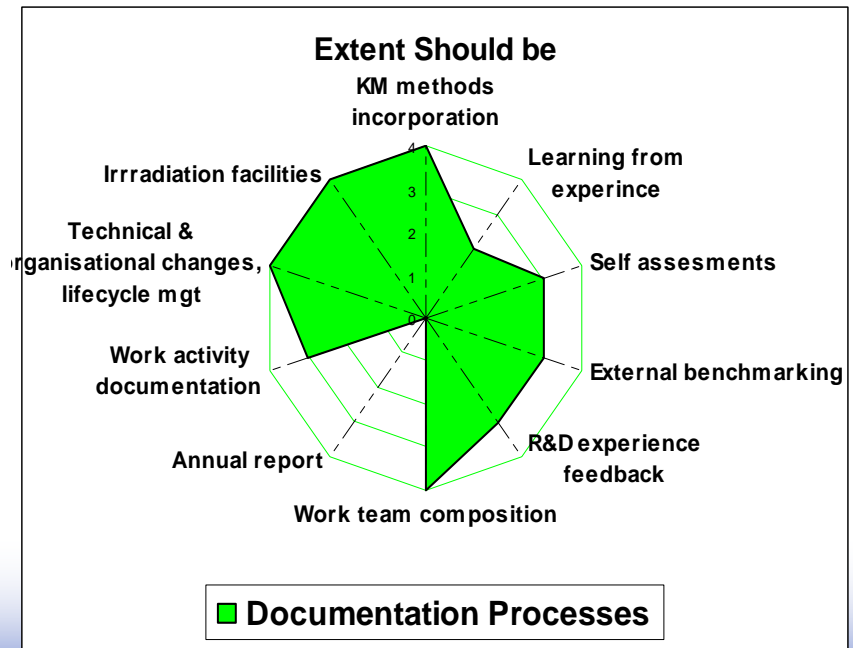 Extent Should be
KM methods
incorporation
Learning from
experince
Self assesments
External benchmarking
R&D experience
feedback
Work team composition
Annual report
Work activity
documentation
Technical &
rganisational changes,
lifecycle mgt
Irrradiation facilities
4
3
2
1
0
Documentation Processes